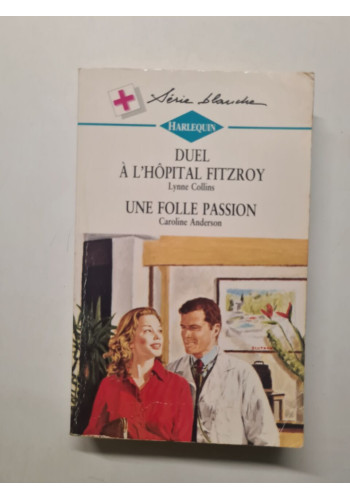 Série blanche
HARLEQUIN
DUEL
À L'HÔPITAL FITZROY
Lynne Collins
UNE FOLLE PASSION
Caroline Anderson